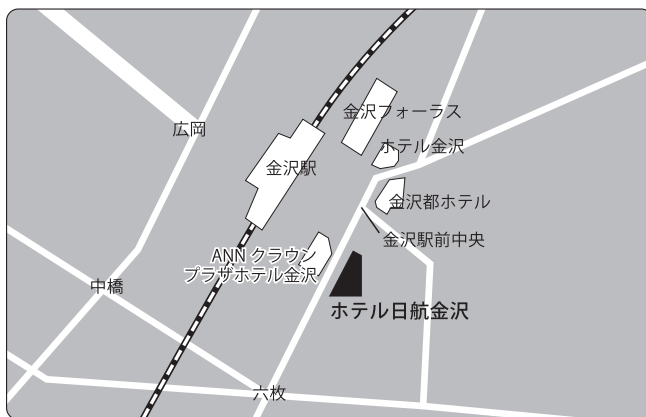 金沢フォーラス
広岡
ホテル金沢
金沢駅
金沢都ホテル
金沢駅前中央
ANN クラウン
プラザホテル金沢
中橋
ホテル日航金沢
六枚